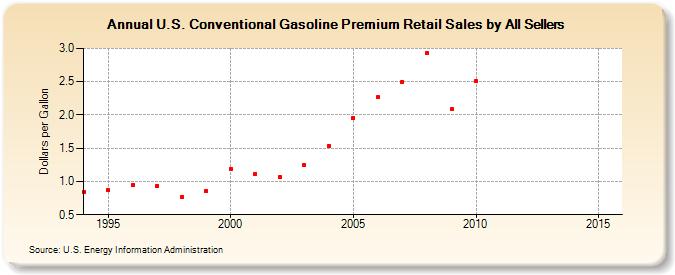 Annual U.S. Conventional Gasoline Premium Retail Sales by All Sellers
Dollars per Gallon
3.0
2.5
2.0
1.5
1.0
0.5
1995 2000 2005 2010 2015
Source: U.S. Energy Information Administration